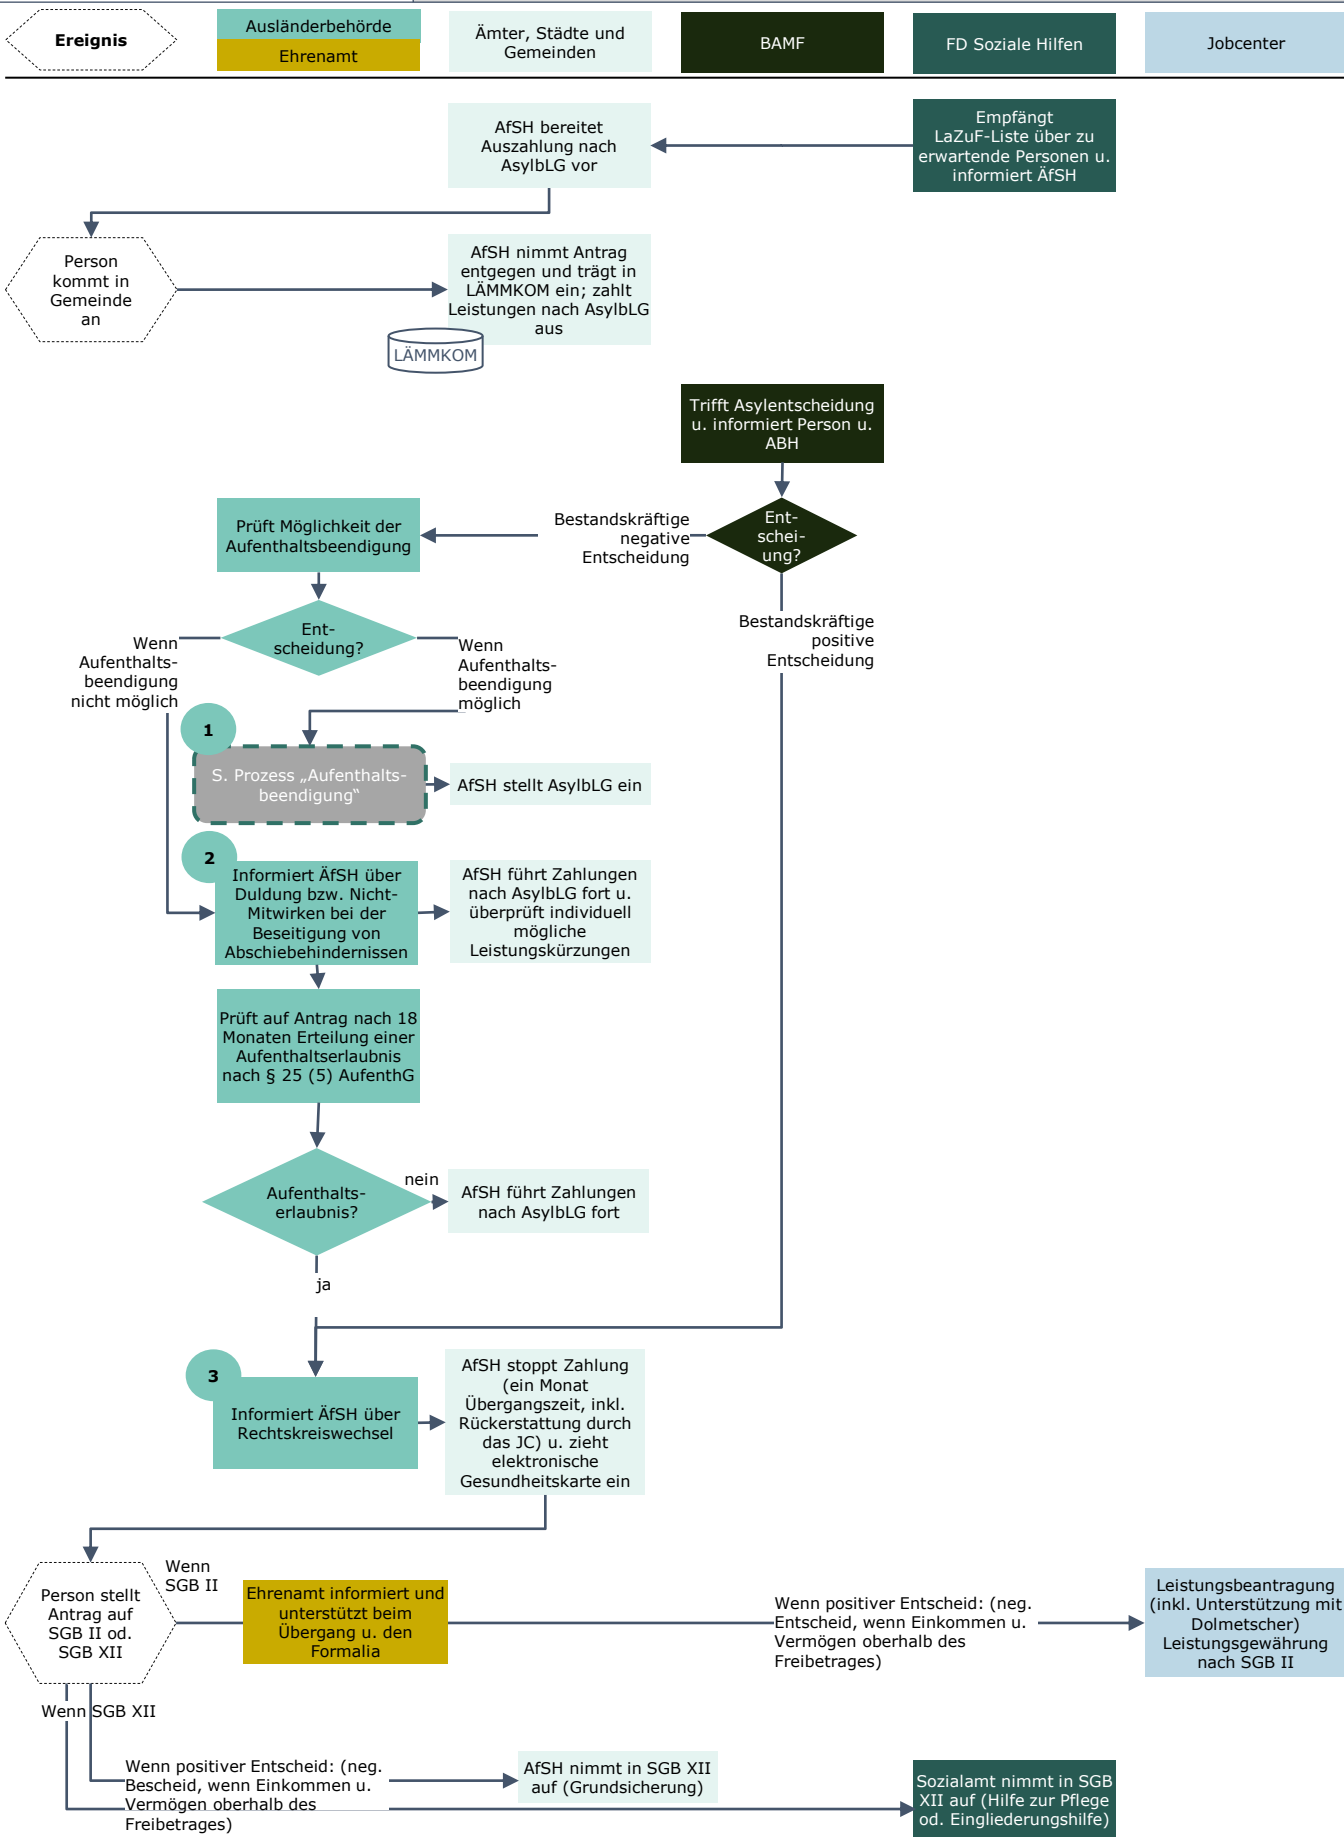 Ereignis
Ausländerbehörde
Ehrenamt
Ämter, Städte und
Gemeinden
BAMF
FD Soziale Hilfen
Jobcenter
AfSH bereitet
Auszahlung nach
AsylbLG vor
Empfängt
LaZuF-Liste über zu
erwartende Personen u.
informiert ÄfSH
Person
kommt in
Gemeinde
an
AfSH nimmt Antrag
entgegen und trägt in
LÄMMKOM ein; zahlt
Leistungen nach AsylbLG
aus
LÄMMKOM
Trifft Asylentscheidung
u. informiert Person u.
ABH
Ent-
schei-
ung?
Bestandskräftige
negative
Entscheidung
Prüft Möglichkeit der
Aufenthaltsbeendigung
Bestandskräftige
positive
Entscheidung
Ent-
scheidung?
Wenn
Aufenthalts-
beendigung
nicht möglich
Wenn
Aufenthalts-
beendigung
möglich
1
S. Prozess „Aufenthalts-
beendigung“
AfSH stellt AsylbLG ein
2
Informiert ÄfSH über
Duldung bzw. Nicht-
Mitwirken bei der
Beseitigung von
Abschiebehindernissen
AfSH führt Zahlungen
nach AsylbLG fort u.
überprüft individuell
mögliche
Leistungskürzungen
Prüft auf Antrag nach 18
Monaten Erteilung einer
Aufenthaltserlaubnis
nach § 25 (5) AufenthG
Aufenthalts-
erlaubnis?
nein
AfSH führt Zahlungen
nach AsylbLG fort
ja
3
Informiert ÄfSH über
Rechtskreiswechsel
AfSH stoppt Zahlung
(ein Monat
Übergangszeit, inkl.
Rückerstattung durch
das JC) u. zieht
elektronische
Gesundheitskarte ein
Person stellt
Antrag auf
SGB II od.
SGB XII
Wenn
SGB II
Ehrenamt informiert und
unterstützt beim
Übergang u. den
Formalia
Wenn positiver Entscheid: (neg.
Entscheid, wenn Einkommen u.
Vermögen oberhalb des
Freibetrages)
Leistungsbeantragung
(inkl. Unterstützung mit
Dolmetscher)
Leistungsgewährung
nach SGB II
Wenn SGB XII
Wenn positiver Entscheid: (neg.
Bescheid, wenn Einkommen u.
Vermögen oberhalb des
Freibetrages)
AfSH nimmt in SGB XII
auf (Grundsicherung)
Sozialamt nimmt in SGB
XII auf (Hilfe zur Pflege
od. Eingliederungshilfe)